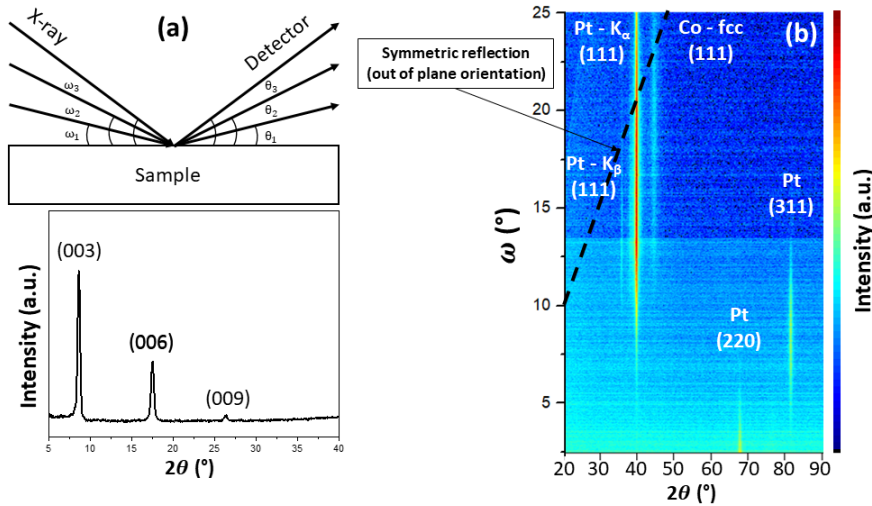 X-ray
(a)
Detector
ω₃
ω₂
ω₁
θ₃
θ₂
θ₁
Sample
(003)
(006)
(009)
Intensity (a.u.)
5 10 15 20 25 30 35 40
2θ (°)
Symmetric reflection
(out of plane orientation)
(b)
Pt - Kα
(111)
Co - fcc
(111)
Pt - Kβ
(111)
Pt
(311)
Pt
(220)
25
20
15
10
5
ω (°)
20 30 40 50 60 70 80 90
2θ (°)
Intensity (a.u.)